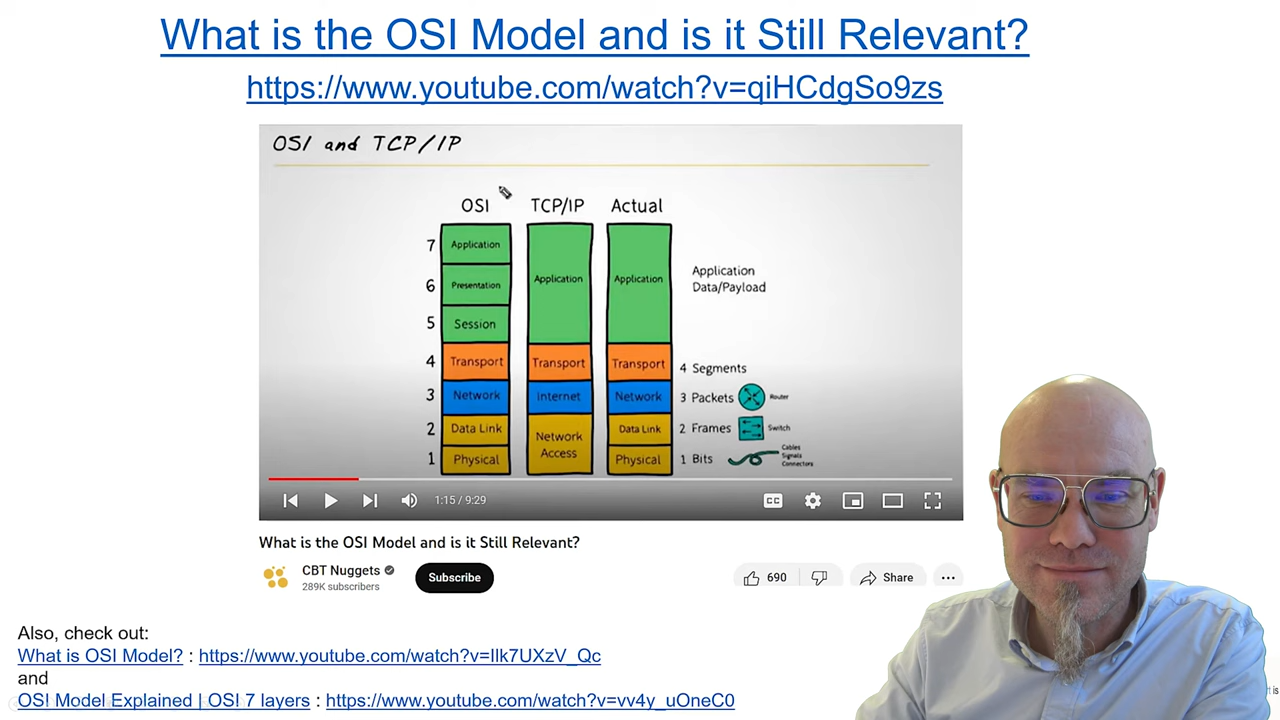 What is the OSI Model and is it Still Relevant?
https://www.youtube.com/watch?v=qiHCdgSo9zs
OSI and TCP/IP
OSI TCP/IP Actual
7 Application
6 Presentation
5 Session
Application
Application
Application
Data/Payload
4 Transport Transport Transport 4 Segments
3 Network Internet Network 3 Packets Router
2 Data Link Data Link 2 Frames Switch
Network
Access
1 Physical Physical 1 Bits
Cables
Signals
Connectors
1:15 / 9:29
CC
What is the OSI Model and is it Still Relevant?
CBT Nuggets
289K subscribers
Subscribe
690
Share
Also, check out:
What is OSI Model? : https://www.youtube.com/watch?v=Ilk7UXzV_Qc
and
OSI Model Explained | OSI 7 layers : https://www.youtube.com/watch?v=vv4y_uOneC0